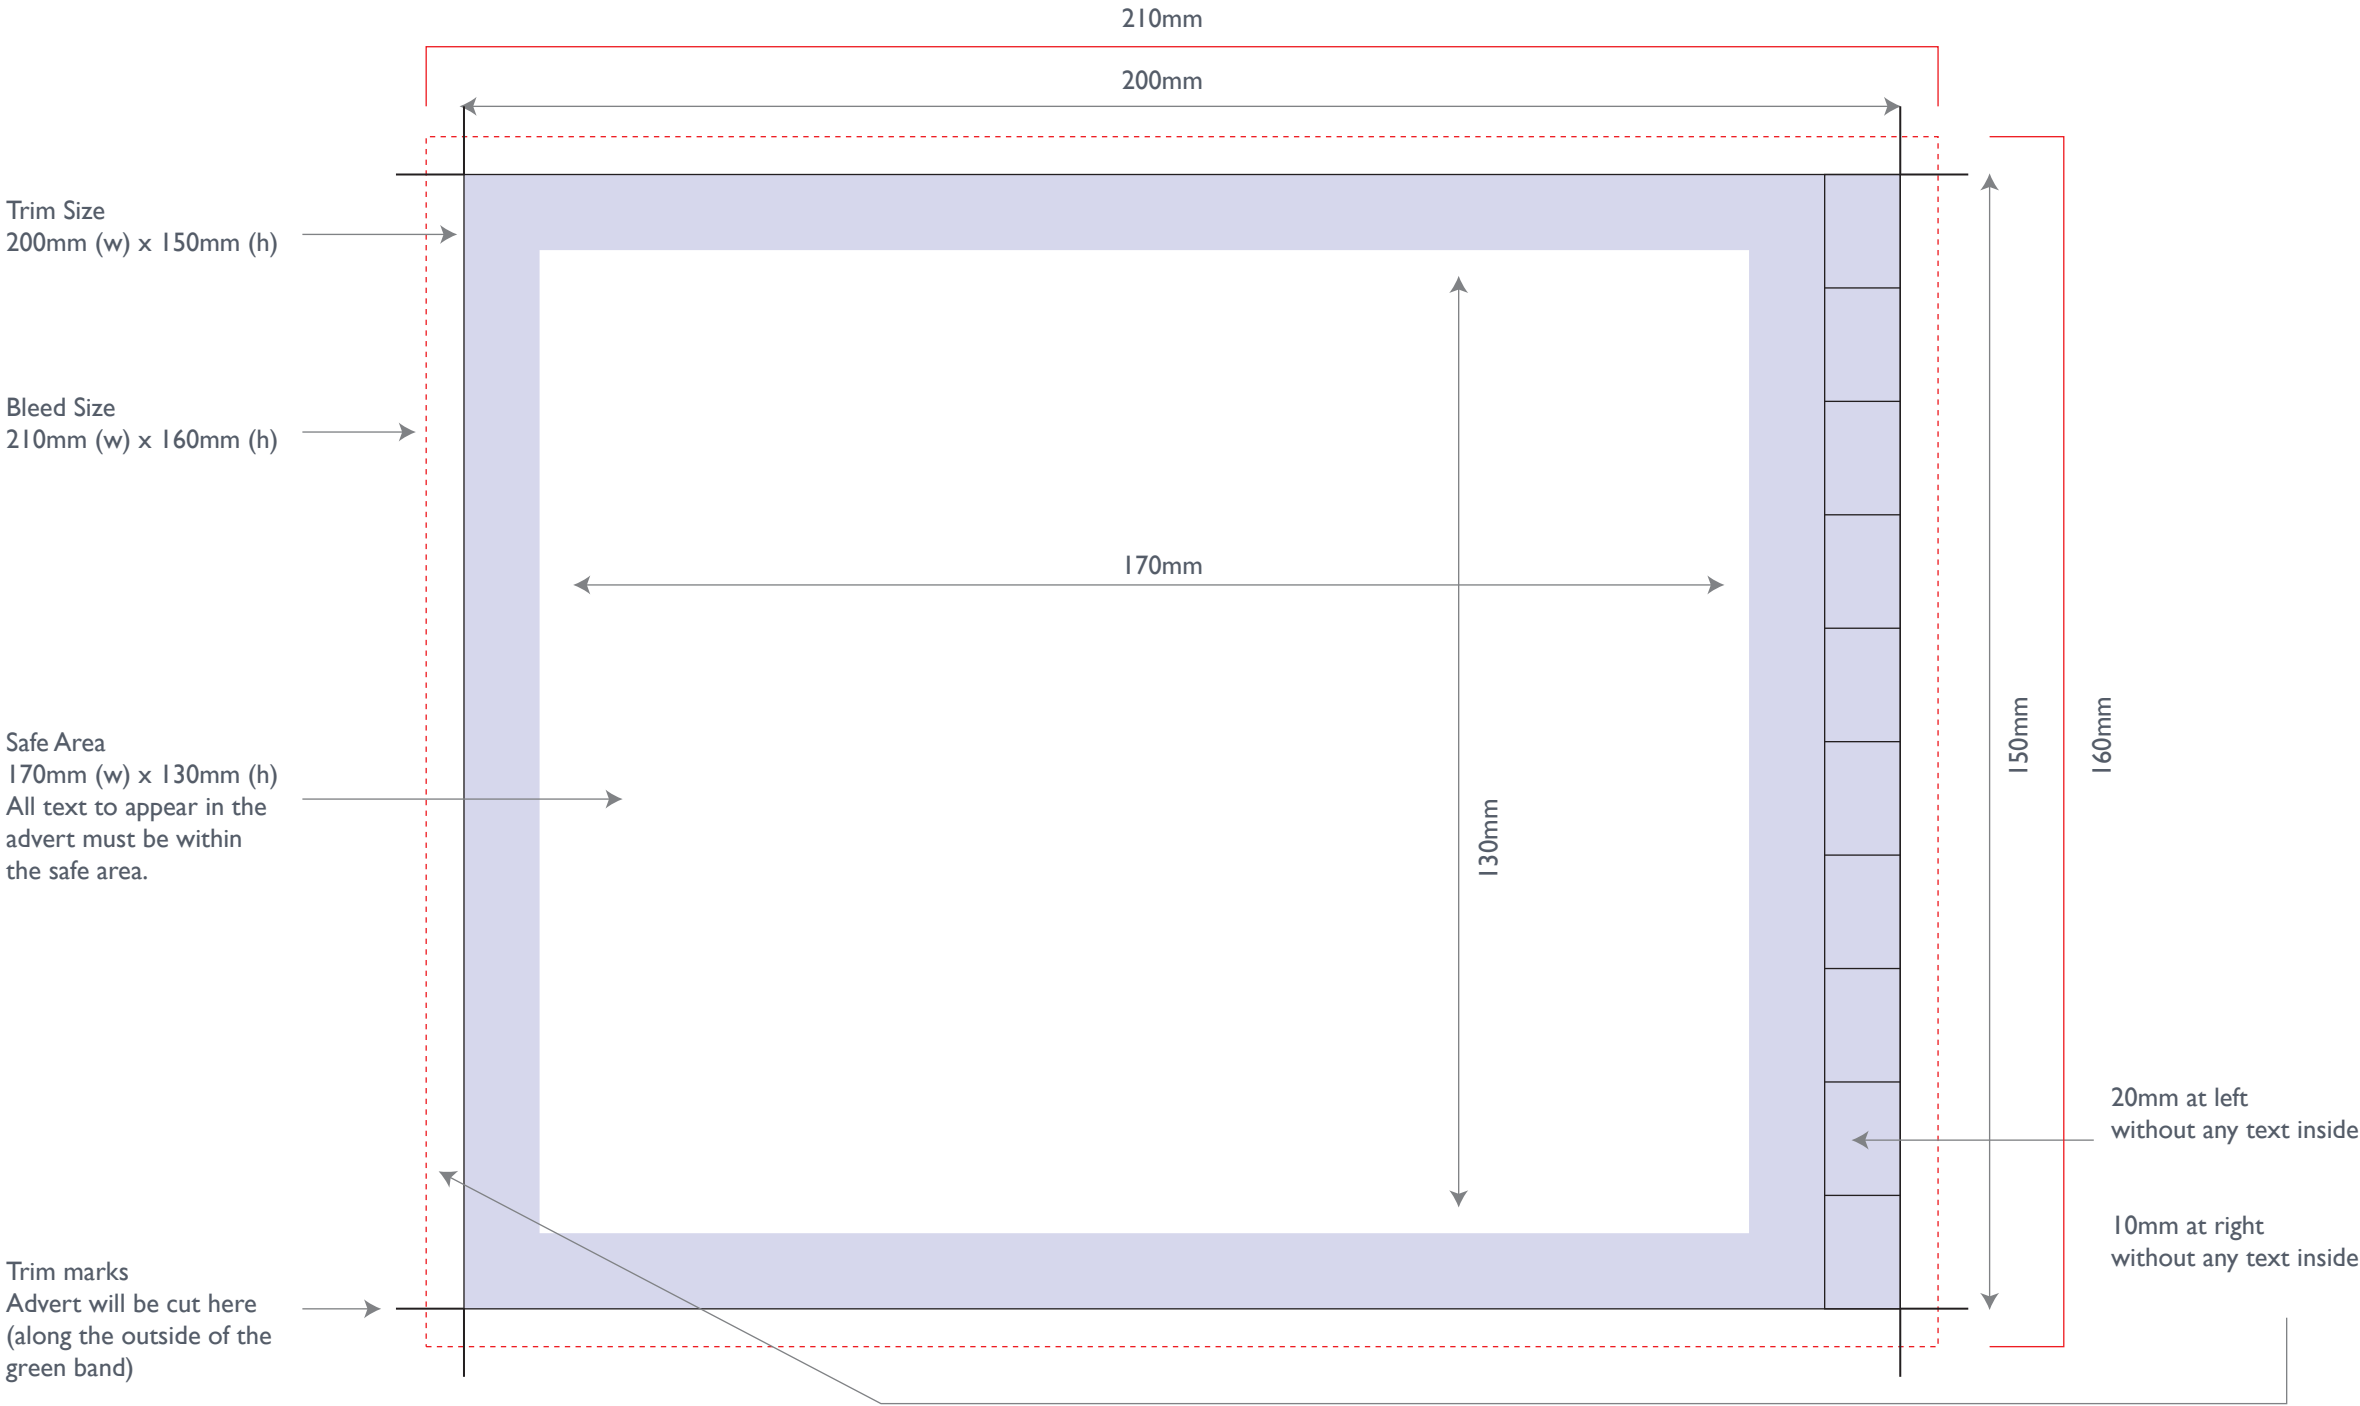 210mm
200mm
Trim Size
200mm (w) x 150mm (h)
Bleed Size
210mm (w) x 160mm (h)
170mm
Safe Area
170mm (w) x 130mm (h)
All text to appear in the
advert must be within
the safe area.
130mm
150mm
160mm
20mm at left
without any text inside
10mm at right
without any text inside
Trim marks
Advert will be cut here
(along the outside of the
green band)